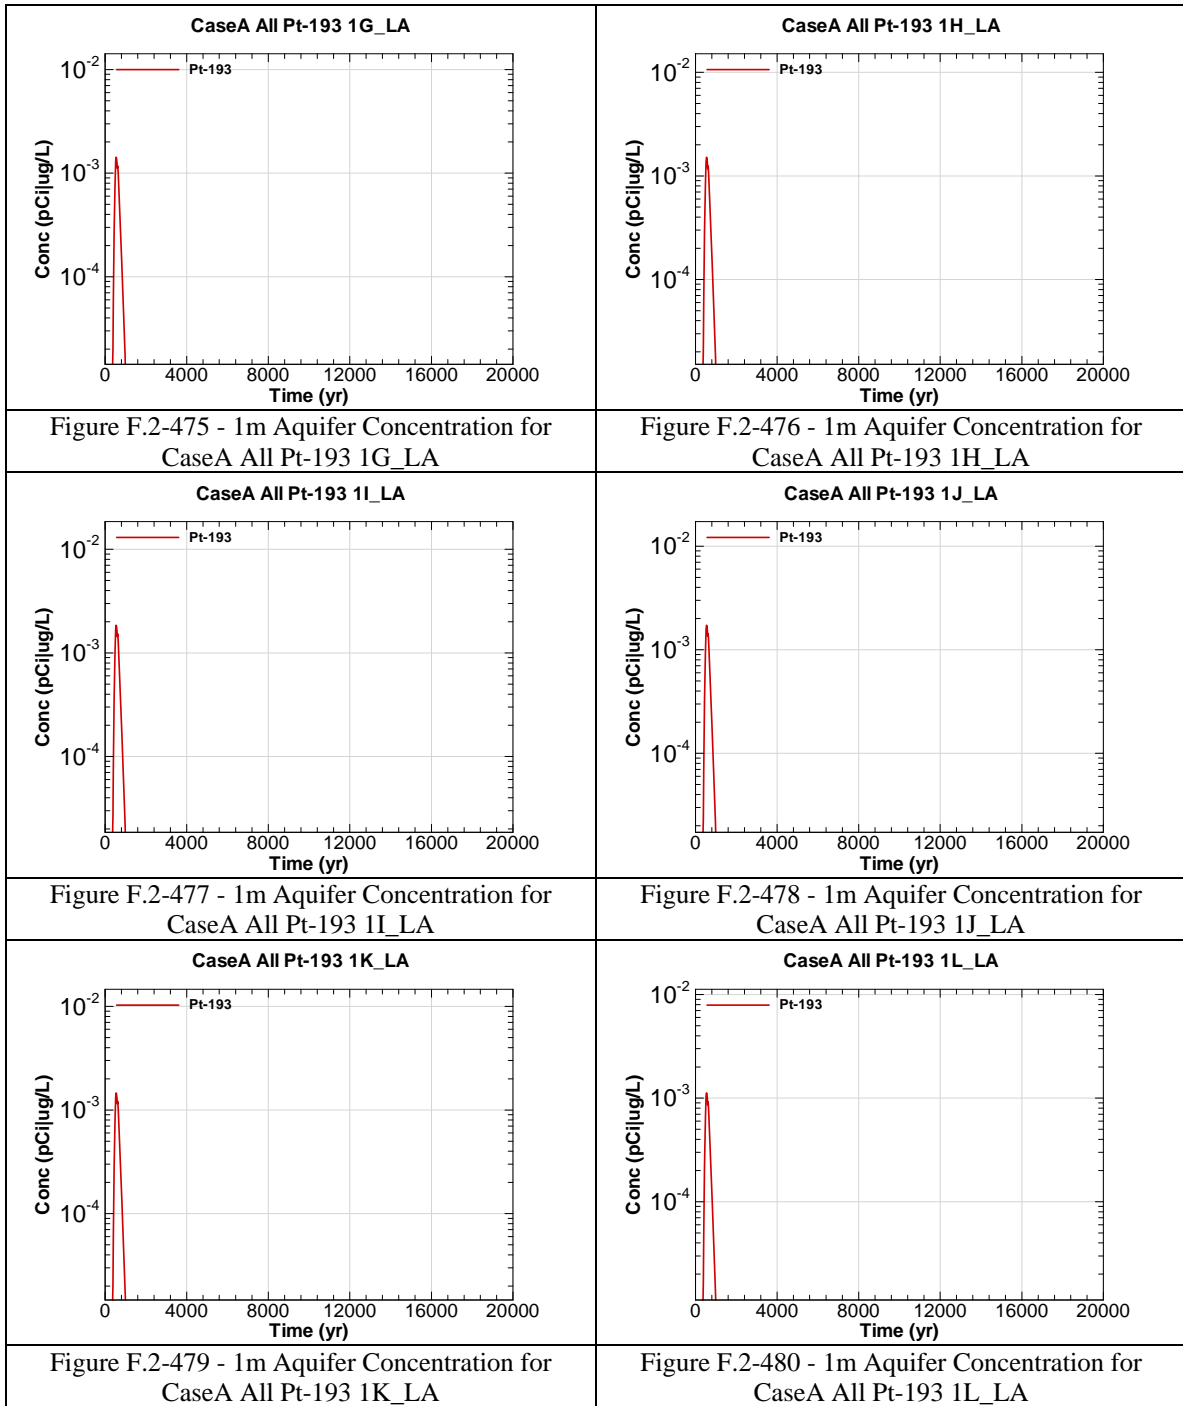 CaseA All Pt-193 1G_LA
Pt-193
10-2
10-3
10-4
Conc (pCi|ug/L)
0 4000 8000 12000 16000 20000
Time (yr)
Figure F.2-475 - 1m Aquifer Concentration for
CaseA All Pt-193 1G_LA
CaseA All Pt-193 1H_LA
Pt-193
10-2
10-3
10-4
Conc (pCi|ug/L)
0 4000 8000 12000 16000 20000
Time (yr)
Figure F.2-476 - 1m Aquifer Concentration for
CaseA All Pt-193 1H_LA
CaseA All Pt-193 1I_LA
Pt-193
10-2
10-3
10-4
Conc (pCi|ug/L)
0 4000 8000 12000 16000 20000
Time (yr)
Figure F.2-477 - 1m Aquifer Concentration for
CaseA All Pt-193 1I_LA
CaseA All Pt-193 1J_LA
Pt-193
10-2
10-3
10-4
Conc (pCi|ug/L)
0 4000 8000 12000 16000 20000
Time (yr)
Figure F.2-478 - 1m Aquifer Concentration for
CaseA All Pt-193 1J_LA
CaseA All Pt-193 1K_LA
Pt-193
10-2
10-3
10-4
Conc (pCi|ug/L)
0 4000 8000 12000 16000 20000
Time (yr)
Figure F.2-479 - 1m Aquifer Concentration for
CaseA All Pt-193 1K_LA
CaseA All Pt-193 1L_LA
Pt-193
10-2
10-3
10-4
Conc (pCi|ug/L)
0 4000 8000 12000 16000 20000
Time (yr)
Figure F.2-480 - 1m Aquifer Concentration for
CaseA All Pt-193 1L_LA